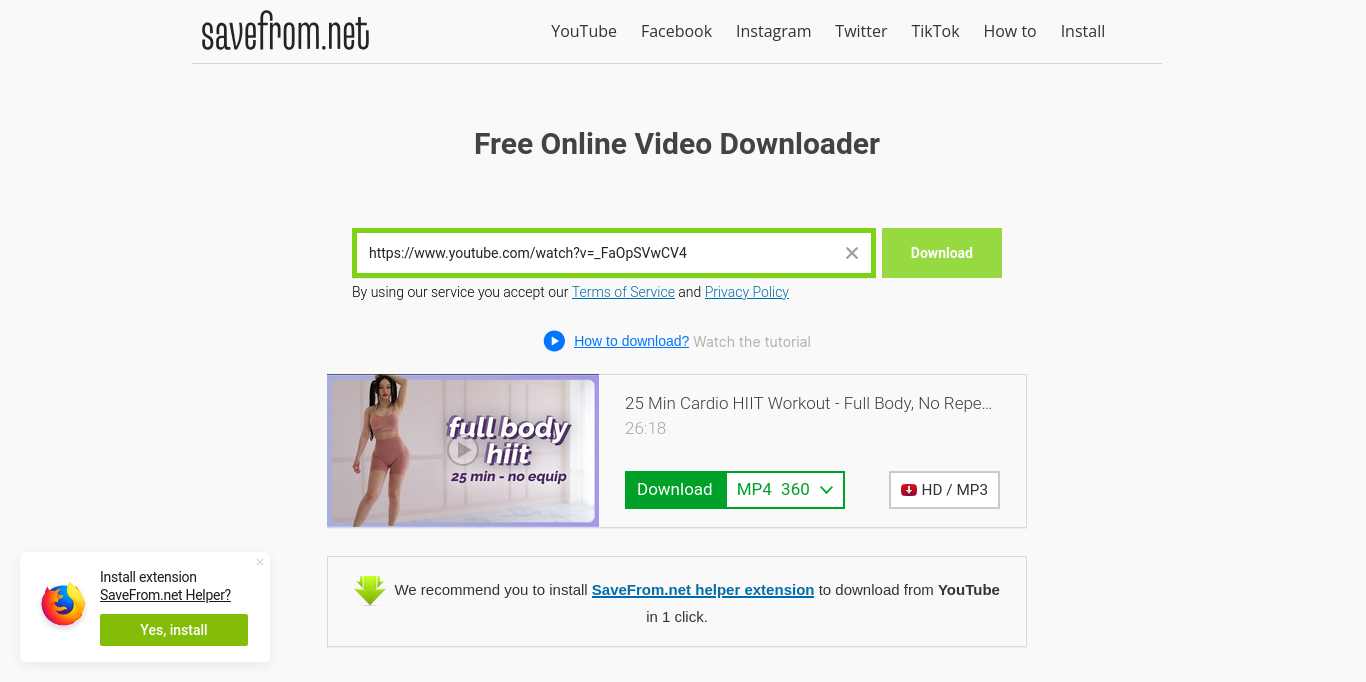 savefrom.net
YouTube Facebook Instagram Twitter TikTok How to Install
Free Online Video Downloader
https://www.youtube.com/watch?v=_FaOpSVwCV4
Download
By using our service you accept our Terms of Service and Privacy Policy
How to download? Watch the tutorial
full body
hiit
25 min - no equip
25 Min Cardio HIIT Workout - Full Body, No Repe...
26:18
Download MP4 360
HD / MP3
We recommend you to install SaveFrom.net helper extension to download from YouTube
in 1 click.
Install extension
SaveFrom.net Helper?
Yes, install